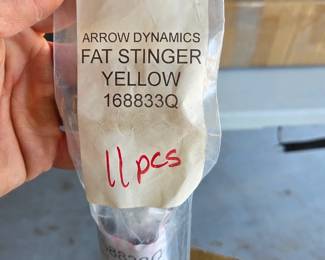 ARROW DYNAMICS
FAT STINGER
YELLOW
168833Q
11 pcs